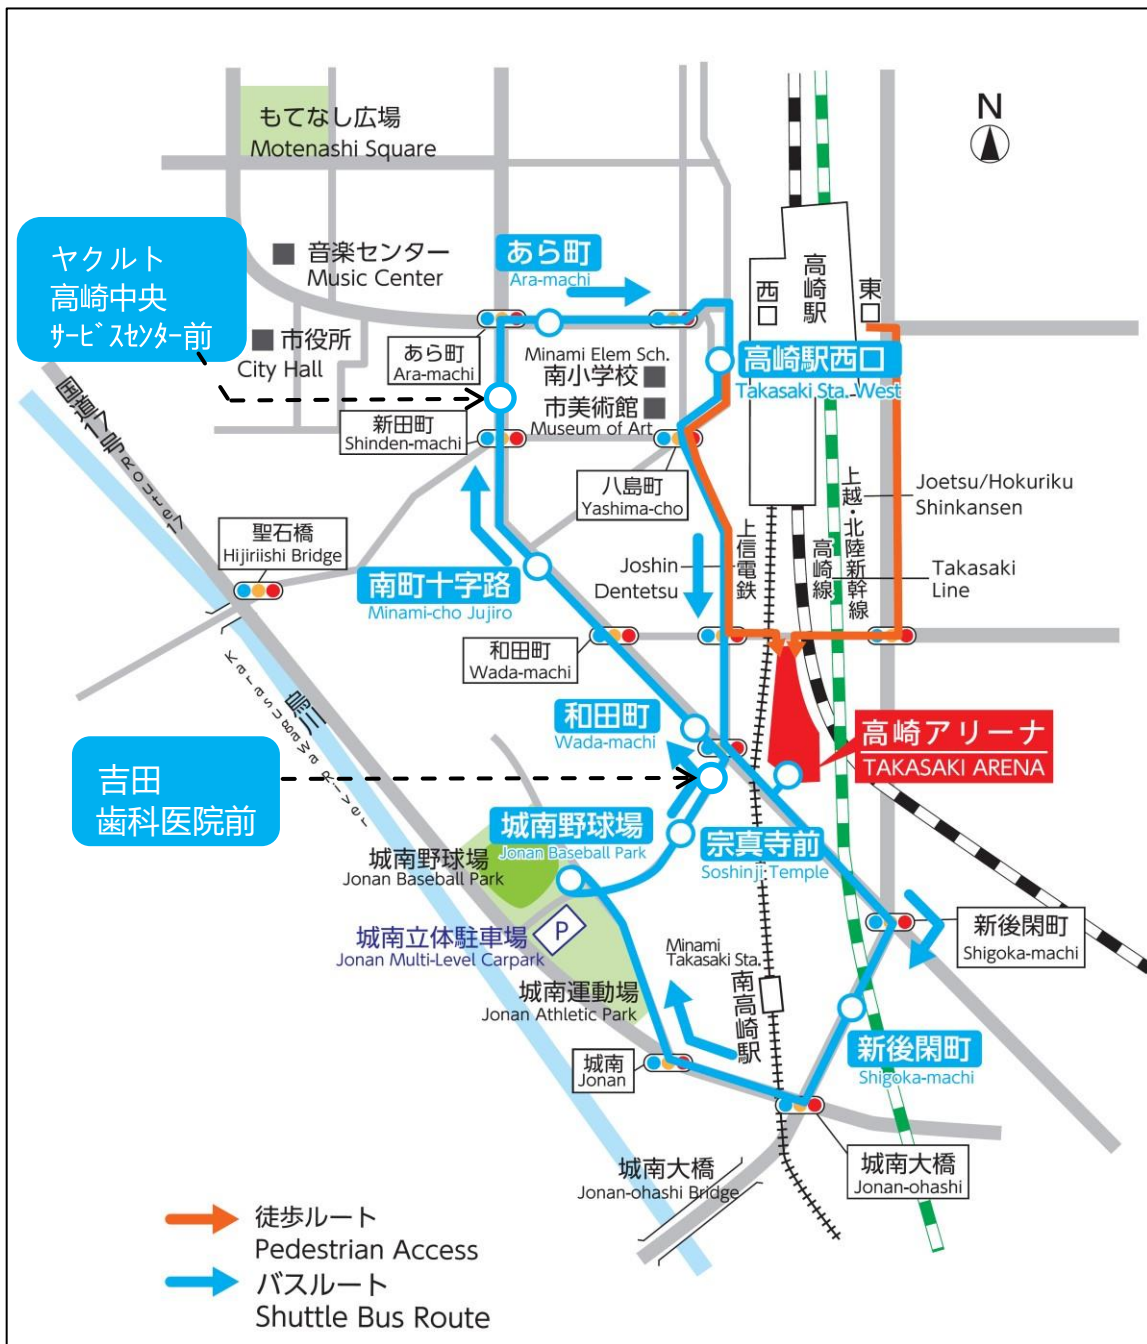 もてなし広場
Motenashi Square
N
ヤクルト
高崎中央
サービスセンター前
音楽センター
Music Center
あら町
Ara-machi
市役所
City Hall
あら町
Ara-machi
Minami Elem Sch.
南小学校
市美術館
Museum of Art
西口
高崎駅
東口
高崎駅西口
Takasaki Sta. West
新田町
Shinden-machi
国道17号
Route 17
八島町
Yashima-cho
Joetsu/Hokuriku
Shinkansen
上越・北陸新幹線
聖石橋
Hijiriishi Bridge
南町十字路
Minami-cho Jujiro
Joshin
Dentetsu
上信電鉄
高崎線
Takasaki
Line
和田町
Wada-machi
烏川
Karasugawa River
和田町
Wada-machi
高崎アリーナ
TAKASAKI ARENA
吉田
歯科医院前
城南野球場
Jonan Baseball Park
宗真寺前
Soshinji Temple
城南野球場
Jonan Baseball Park
P
城南立体駐車場
Jonan Multi-Level Carpark
新後閑町
Shigoka-machi
Minami
Takasaki Sta.
南高崎駅
城南運動場
Jonan Athletic Park
新後閑町
Shigoka-machi
城南
Jonan
城南大橋
Jonan-ohashi Bridge
城南大橋
Jonan-ohashi
徒歩ルート
Pedestrian Access
バスルート
Shuttle Bus Route